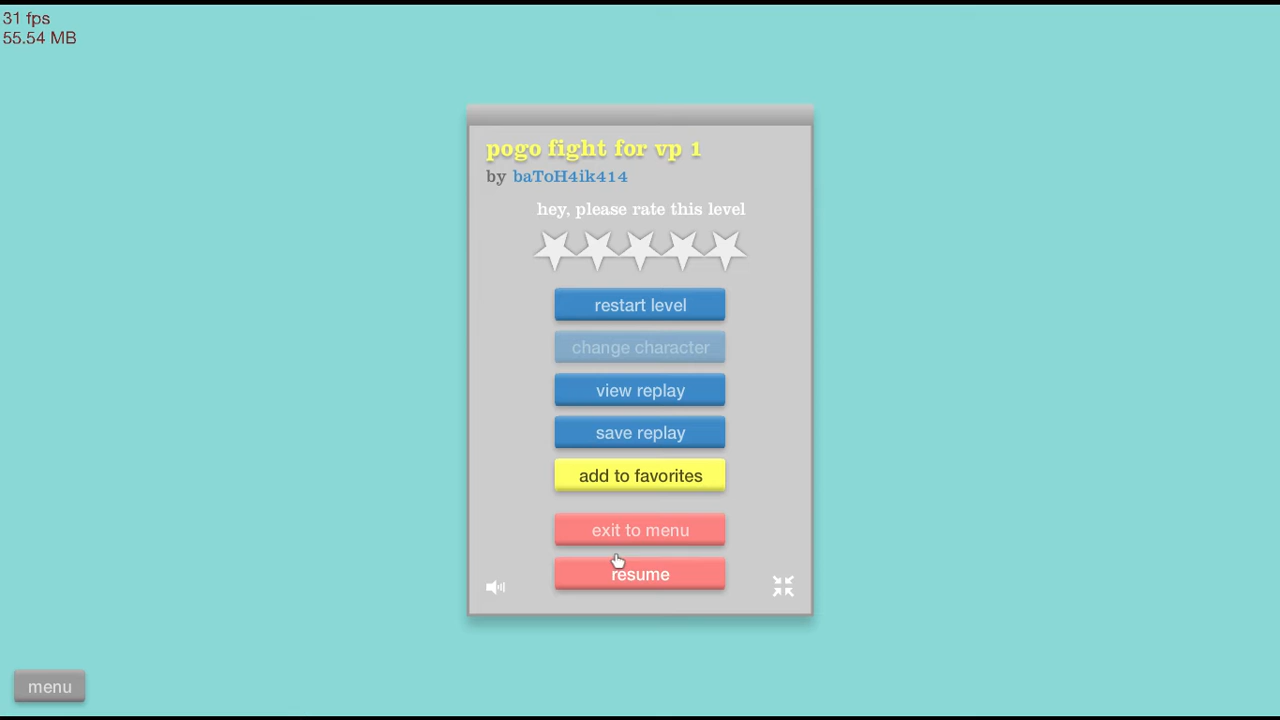 31 fps
55.54 MB
pogo fight for vp 1
by baToH4ik414
hey, please rate this level
restart level
change character
view replay
save replay
add to favorites
exit to menu
resume
menu